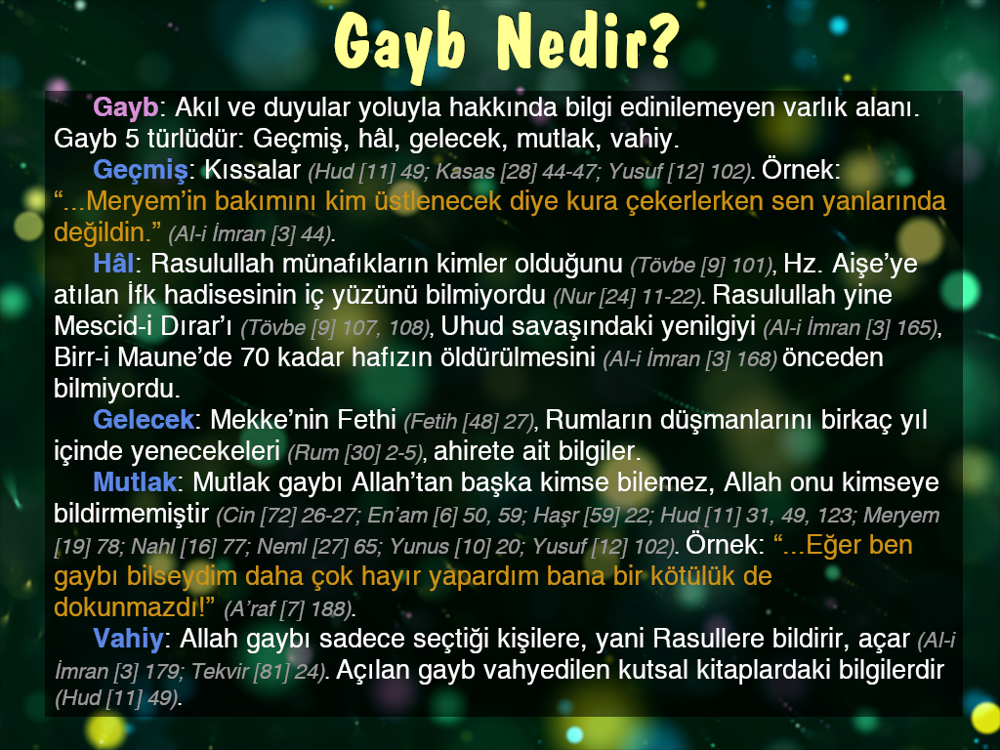 Gayb Nedir?
Gayb: Akıl ve duyular yoluyla hakkında bilgi edinilemeyen varlık alanı.
Gayb 5 türlüdür: Geçmiş, hâl, gelecek, mutlak, vahiy.
Geçmiş: Kıssalar (Hud [11] 49; Kasas [28] 44-47; Yusuf [12] 102). Örnek:
“...Meryem’in bakımını kim üstlenecek diye kura çekerlerken sen yanlarında
değildin.” (Al-i İmran [3] 44).
Hâl: Rasulullah münafıkların kimler olduğunu (Tövbe [9] 101), Hz. Aişe’ye
atılan İfk hadisesinin iç yüzünü bilmiyordu (Nur [24] 11-22). Rasulullah yine
Mescid-i Dırar’ı (Tövbe [9] 107, 108), Uhud savaşındaki yenilgiyi (Al-i İmran [3] 165),
Birr-i Maune’de 70 kadar hafızın öldürülmesini (Al-i İmran [3] 168) önceden
bilmiyordu.
Gelecek: Mekke’nin Fethi (Fetih [48] 27), Rumların düşmanlarını birkaç yıl
içinde yenecekeleri (Rum [30] 2-5), ahirete ait bilgiler.
Mutlak: Mutlak gaybı Allah’tan başka kimse bilemez, Allah onu kimseye
bildirmemiştir (Cin [72] 26-27; En’am [6] 50, 59; Haşr [59] 22; Hud [11] 31, 49, 123; Meryem
[19] 78; Nahl [16] 77; Neml [27] 65; Yunus [10] 20; Yusuf [12] 102). Örnek: “...Eğer ben
gaybı bilseydim daha çok hayır yapardım bana bir kötülük de
dokunmazdı!” (A’raf [7] 188).
Vahiy: Allah gaybı sadece seçtiği kişilere, yani Rasullere bildirir, açar (Al-i
İmran [3] 179; Tekvir [81] 24). Açılan gayb vahyedilen kutsal kitaplardaki bilgilerdir
(Hud [11] 49).